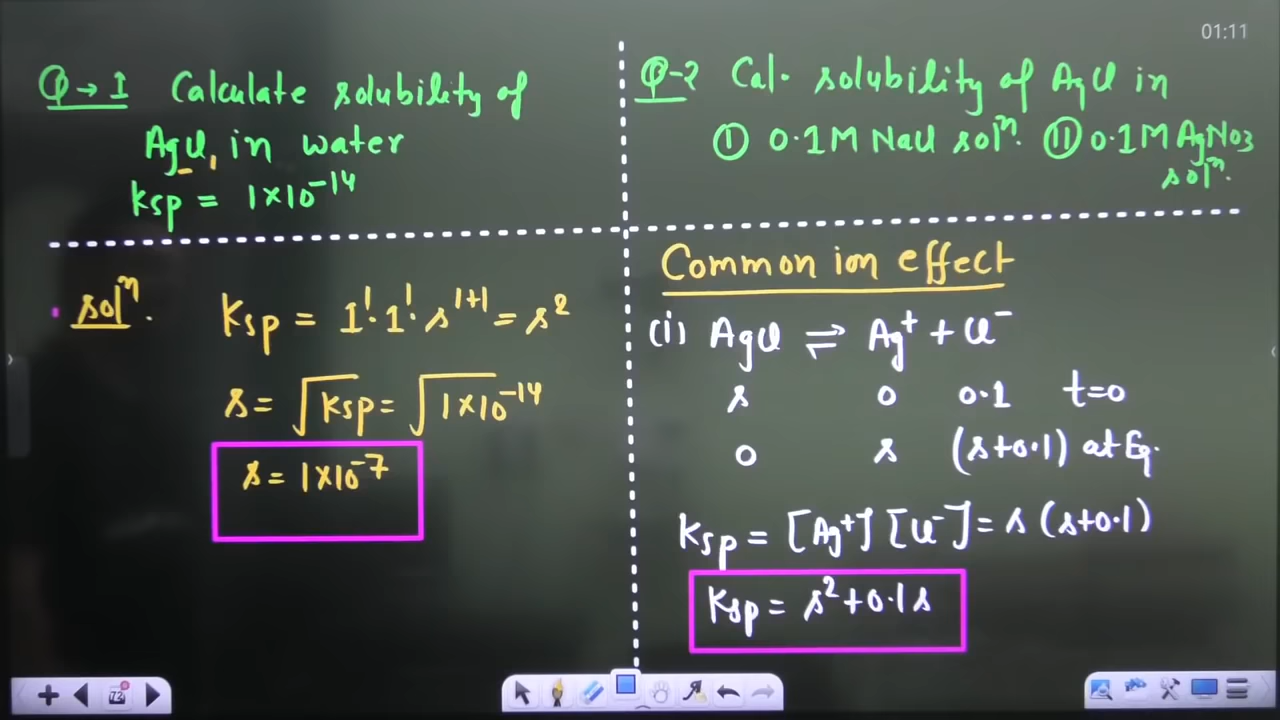 01:11
Q→1 Calculate solubility of
AgCl, in water
Ksp = 1×10⁻¹⁴
Q-2 Cal. solubility of AgCl in
(I) 0.1M NaCl solⁿ. (II) 0.1M AgNO3
solⁿ.
solⁿ.
Ksp = 1¹·1¹·s¹⁺¹ = s²
s = √Ksp = √1×10⁻¹⁴
s = 1×10⁻⁷
Common ion effect
(i) AgCl ⇌ Ag⁺ + Cl⁻
s 0 0.1 t=0
0 s (s+0.1) at Eq.
Ksp = [Ag⁺] [Cl⁻] = s (s+0.1)
Ksp = s² + 0.1s
72